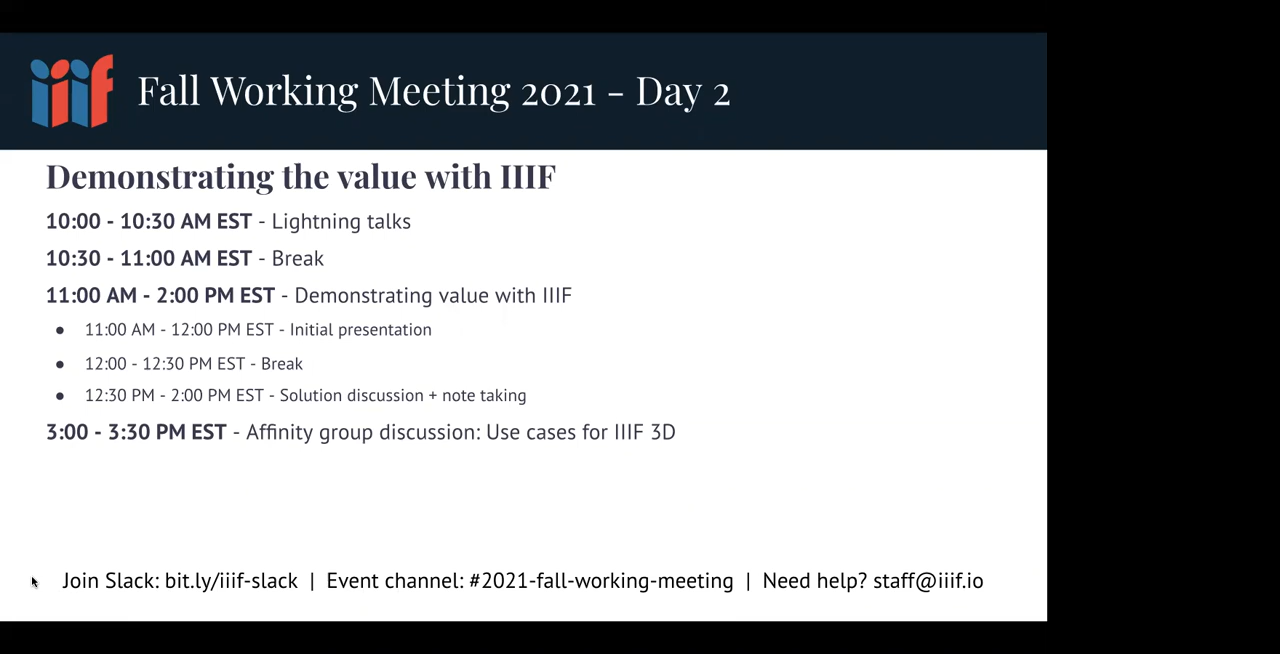 iiif Fall Working Meeting 2021 - Day 2
Demonstrating the value with IIIF
10:00 - 10:30 AM EST - Lightning talks
10:30 - 11:00 AM EST - Break
11:00 AM - 2:00 PM EST - Demonstrating value with IIIF
● 11:00 AM - 12:00 PM EST - Initial presentation
● 12:00 - 12:30 PM EST - Break
● 12:30 PM - 2:00 PM EST - Solution discussion + note taking
3:00 - 3:30 PM EST - Affinity group discussion: Use cases for IIIF 3D
Join Slack: bit.ly/iiif-slack | Event channel: #2021-fall-working-meeting | Need help? staff@iiif.io